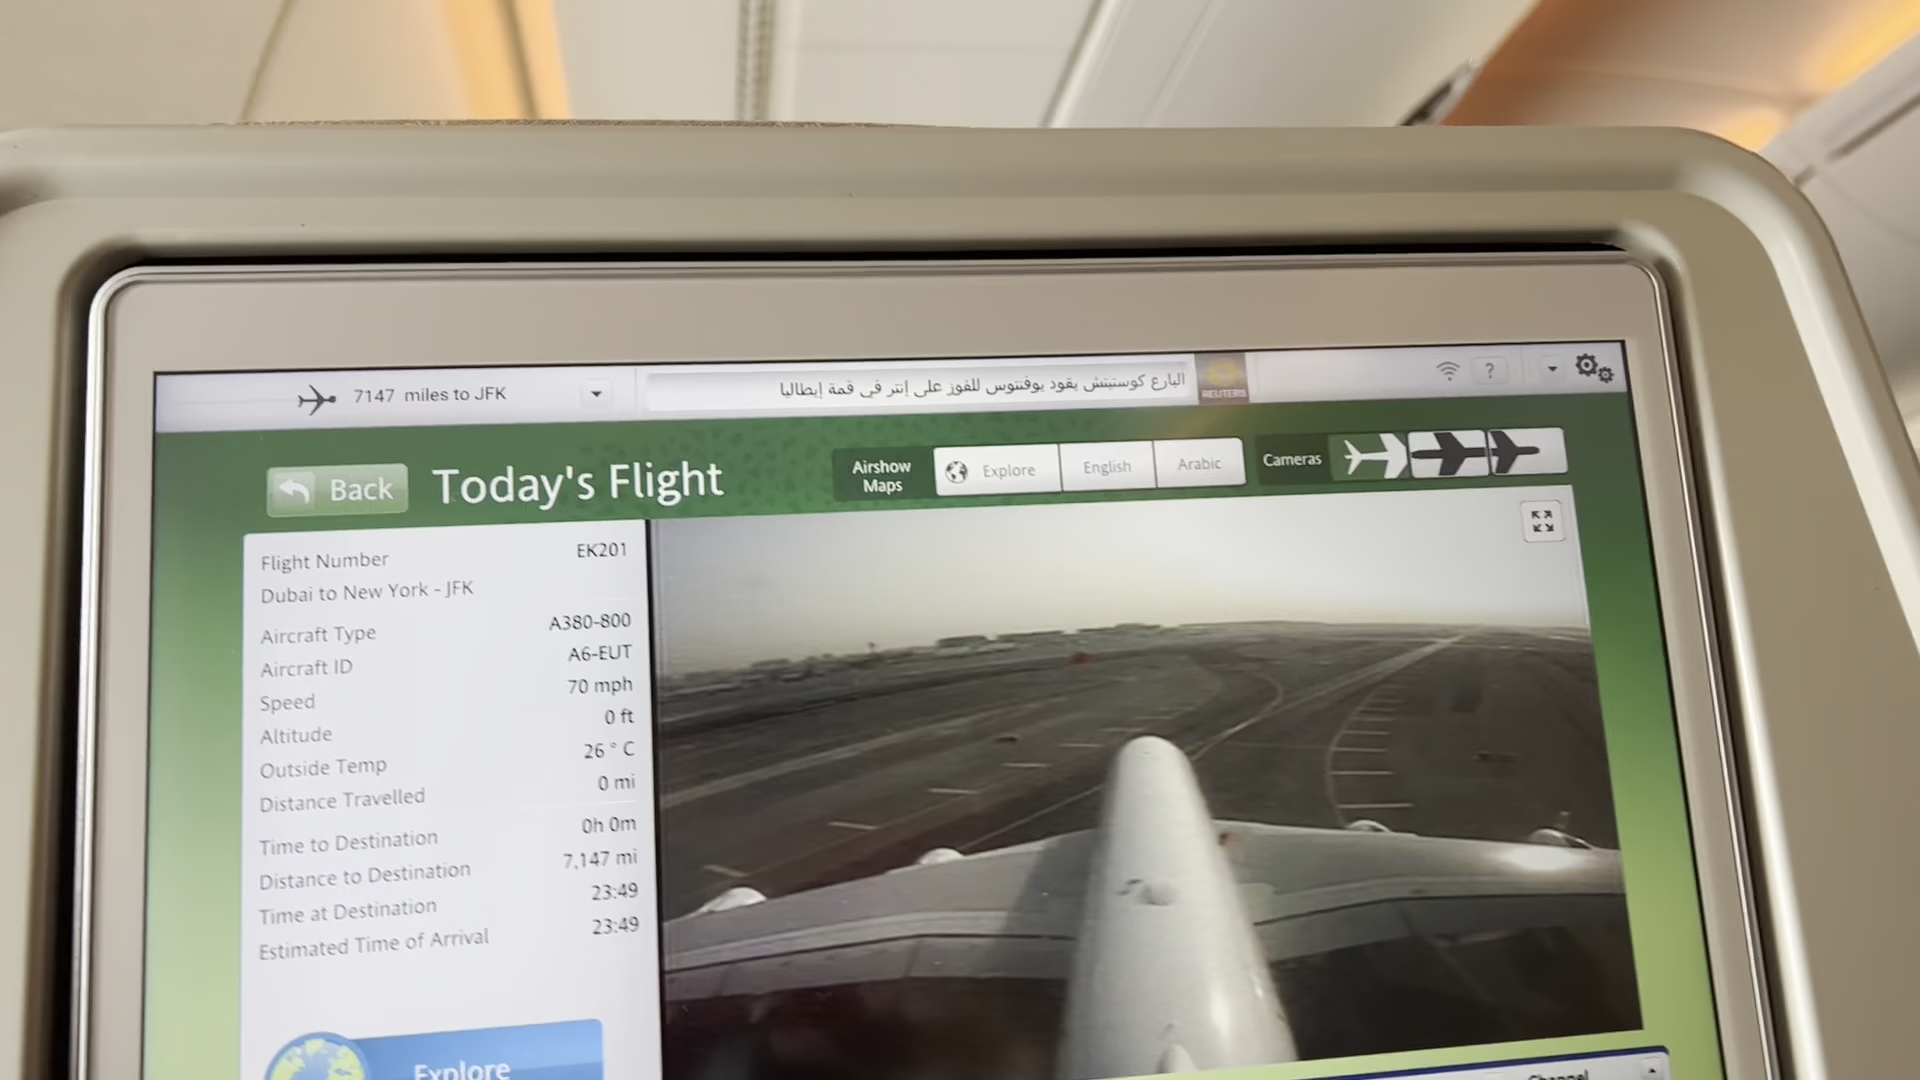 7147 miles to JFK
البارع كوستيتش يقود يوفنتوس للفوز على إنتر في قمة إيطاليا
REUTERS
?
Back
Today's Flight
Airshow
Maps
Explore
English
Arabic
Cameras
Flight Number EK201
Dubai to New York - JFK
Aircraft Type A380-800
Aircraft ID A6-EUT
Speed 70 mph
Altitude 0 ft
Outside Temp 26 ° C
Distance Travelled 0 mi
Time to Destination 0h 0m
Distance to Destination 7,147 mi
Time at Destination 23:49
Estimated Time of Arrival 23:49
Explore
Channel